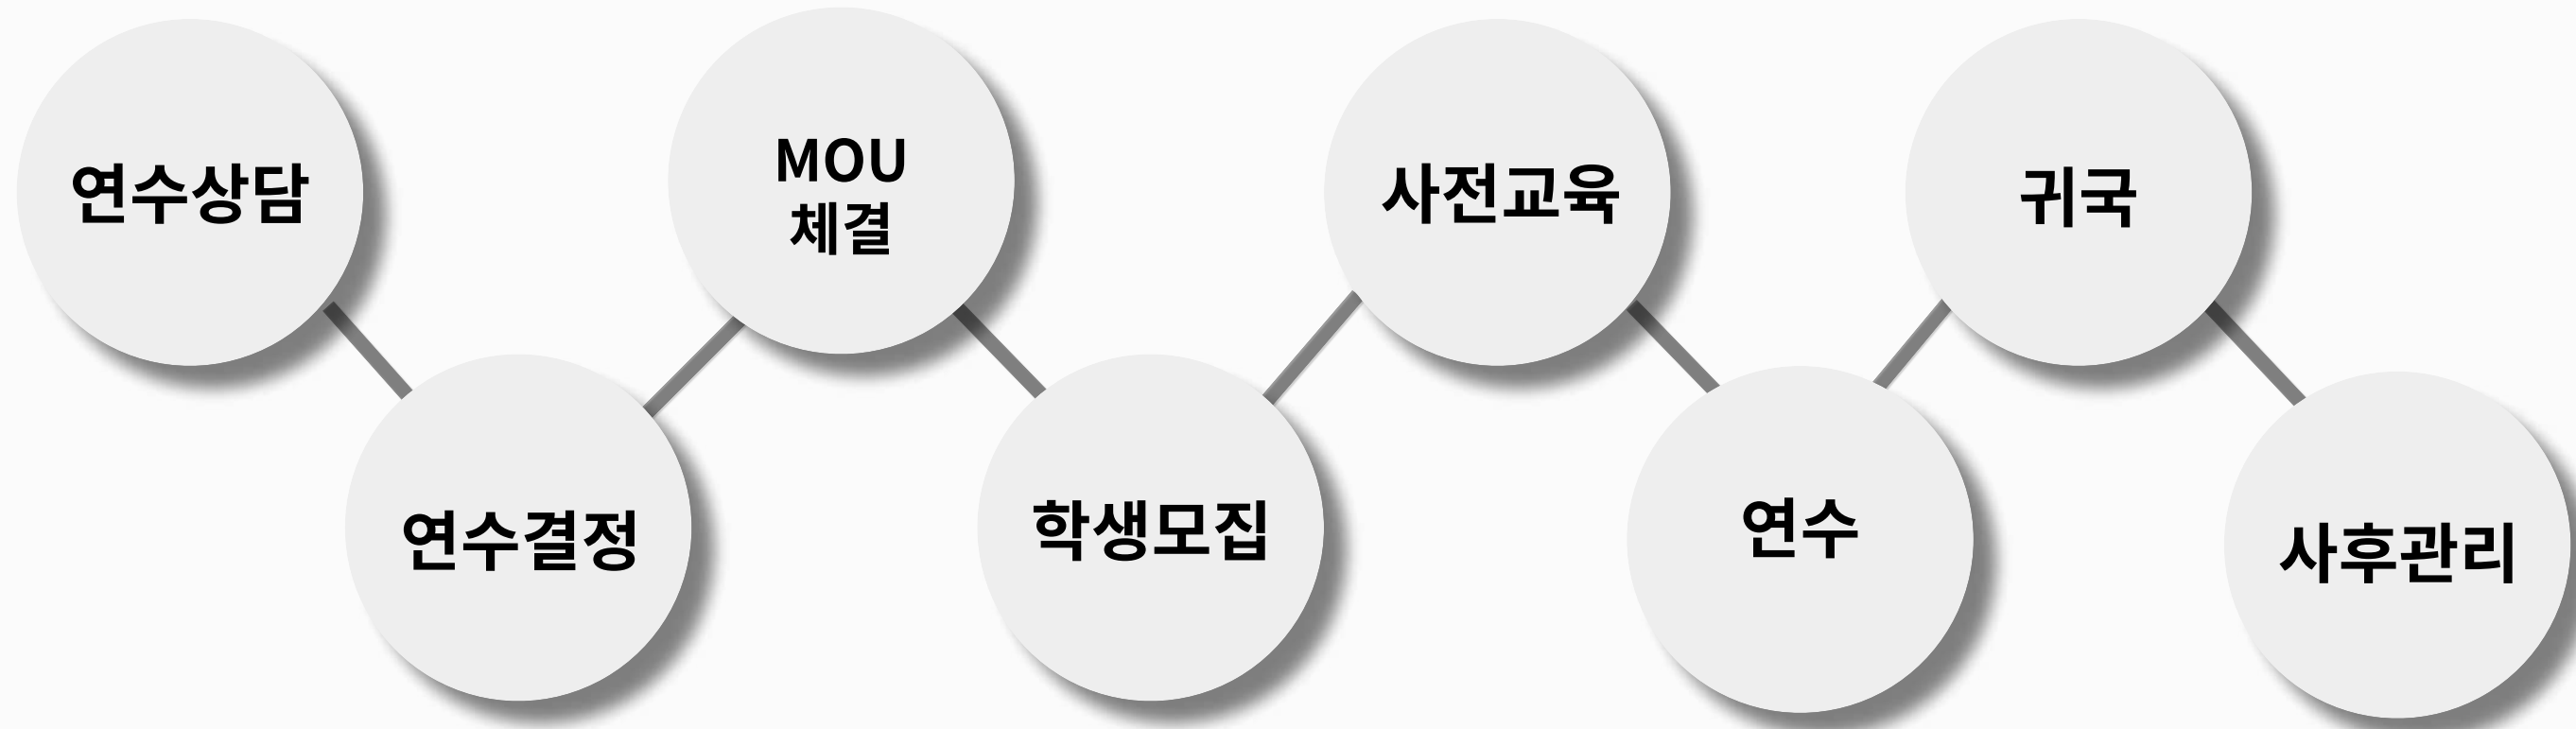 연수상담
연수결정
MOU
체결
학생모집
사전교육
연수
귀국
사후관리